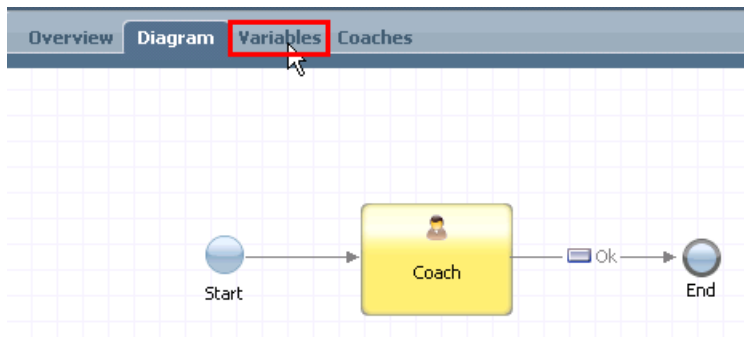 Overview Diagram Variables Coaches
Coach
Ok
Start
End